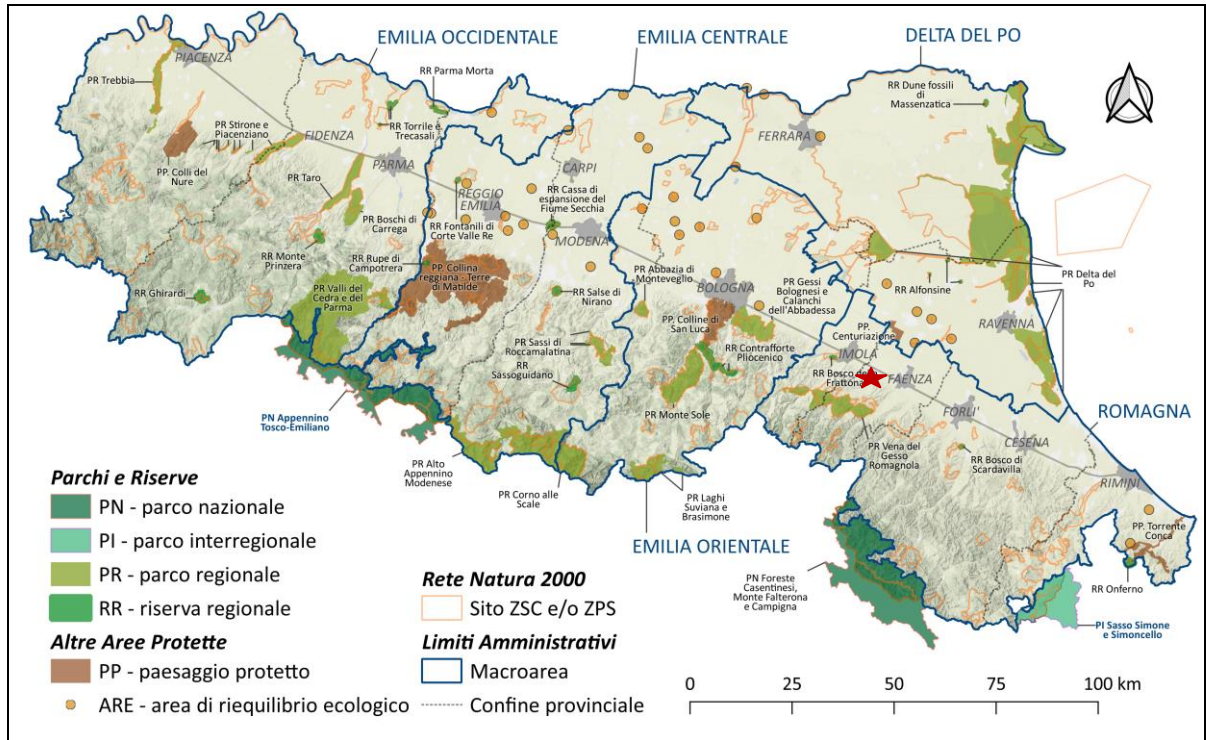 EMILIA OCCIDENTALE
EMILIA CENTRALE
DELTA DEL PO
PIACENZA
PR Trebbia
RR Parma Morta
RR Dune fossili
di
Massenzatica
PR Stirone e
Piacenziano
FIDENZA
RR Torrile e
Trecasali
FERRARA
PP. Colli del
Nure
PARMA
CARPI
PR Taro
REGGIO
EMILIA
RR Cassa di
espansione del
Fiume Secchia
PR Boschi di
Carrega
RR Fontanili di
Corte Valle Re
MODENA
RR Monte
Prinzera
RR Rupe di
Campotrera
PP. Collina
reggiana - Terre
di Matilde
PR Abbazia di
Monteveglio
BOLOGNA
PR Gessi
Bolognesi e
Calanchi
dell'Abbadessa
RR Alfonsine
PR Delta del
Po
RR Ghirardi
PR Valli del
Cedra e del
Parma
RR Salse di
Nirano
PP. Colline di
San Luca
PP.
Centuriazione
RAVENNA
PR Sassi di
Roccamalatina
RR Contrafforte
Pliocenico
IMOLA
RR Bosco della
Frattona
FAENZA
RR
Sassoguidano
PN Appennino
Tosco-Emiliano
PR Monte Sole
FORLI'
ROMAGNA
PR Vena del
Gesso
Romagnola
CESENA
RR Bosco di
Scardavilla
PR Alto
Appennino
Modenese
PR Corno alle
Scale
PR Laghi
Suviana e
Brasimone
RIMINI
EMILIA ORIENTALE
PP. Torrente
Conca
PN Foreste
Casentinesi,
Monte Falterona
e Campigna
RR Onferno
PI Sasso Simone
e Simoncello
Parchi e Riserve
PN - parco nazionale
PI - parco interregionale
PR - parco regionale
RR - riserva regionale
Altre Aree Protette
PP - paesaggio protetto
ARE - area di riequilibrio ecologico
Rete Natura 2000
Sito ZSC e/o ZPS
Limiti Amministrativi
Macroarea
Confine provinciale
0 25 50 75 100 km